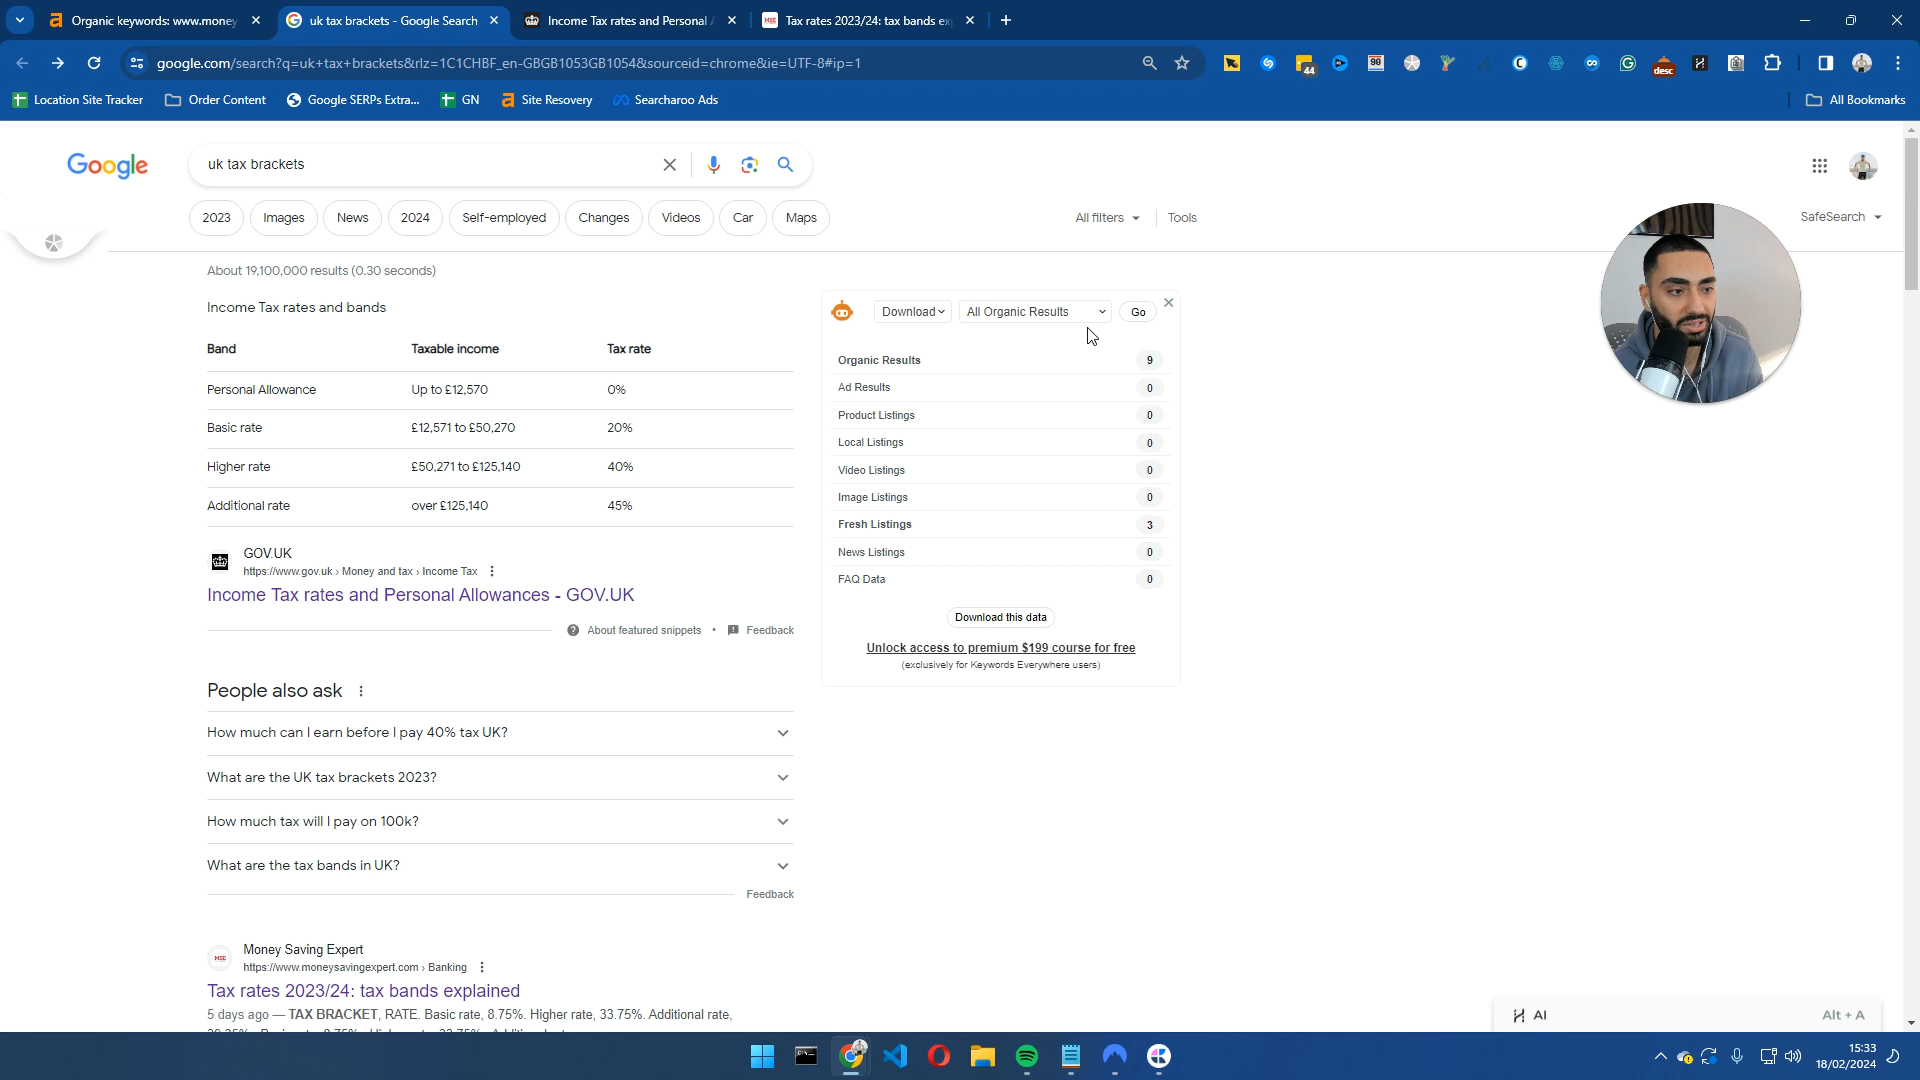 Organic keywords: www.money
uk tax brackets - Google Search
Income Tax rates and Personal A
Tax rates 2023/24: tax bands ex
google.com/search?q=uk+tax+brackets&rlz=1C1CHBF_en-GBGB1053GB1054&sourceid=chrome&ie=UTF-8#ip=1
44
90
desc
Location Site Tracker
Order Content
Google SERPs Extra...
GN
Site Recovery
Searcharoo Ads
All Bookmarks
Google
uk tax brackets
2023
Images
News
2024
Self-employed
Changes
Videos
Car
Maps
All filters
Tools
SafeSearch
About 19,100,000 results (0.30 seconds)
Income Tax rates and bands
Band Taxable income Tax rate
Personal Allowance Up to £12,570 0%
Basic rate £12,571 to £50,270 20%
Higher rate £50,271 to £125,140 40%
Additional rate over £125,140 45%
GOV.UK
https://www.gov.uk › Money and tax › Income Tax
Income Tax rates and Personal Allowances - GOV.UK
About featured snippets • Feedback
People also ask
How much can I earn before I pay 40% tax UK?
What are the UK tax brackets 2023?
How much tax will I pay on 100k?
What are the tax bands in UK?
Feedback
MSE
Money Saving Expert
https://www.moneysavingexpert.com › Banking
Tax rates 2023/24: tax bands explained
5 days ago — TAX BRACKET, RATE. Basic rate, 8.75%. Higher rate, 33.75%. Additional rate,
Download
All Organic Results
Go
Organic Results 9
Ad Results 0
Product Listings 0
Local Listings 0
Video Listings 0
Image Listings 0
Fresh Listings 3
News Listings 0
FAQ Data 0
Download this data
Unlock access to premium $199 course for free
(exclusively for Keywords Everywhere users)
AI
Alt + A
15:33
18/02/2024